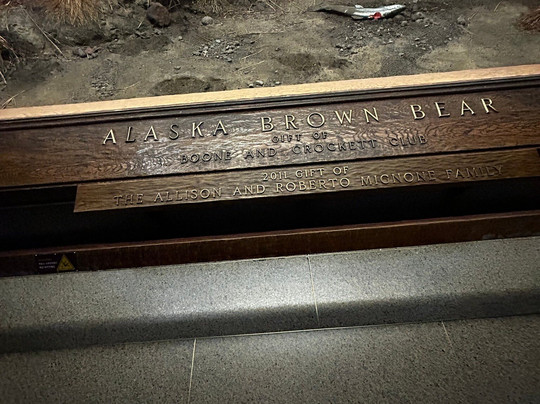 ALASKA BROWN BEAR
GIFT OF
BOONE AND CROCKETT CLUB
2011 GIFT OF
THE ALLISON AND ROBERTO MIGNONE FAMILY